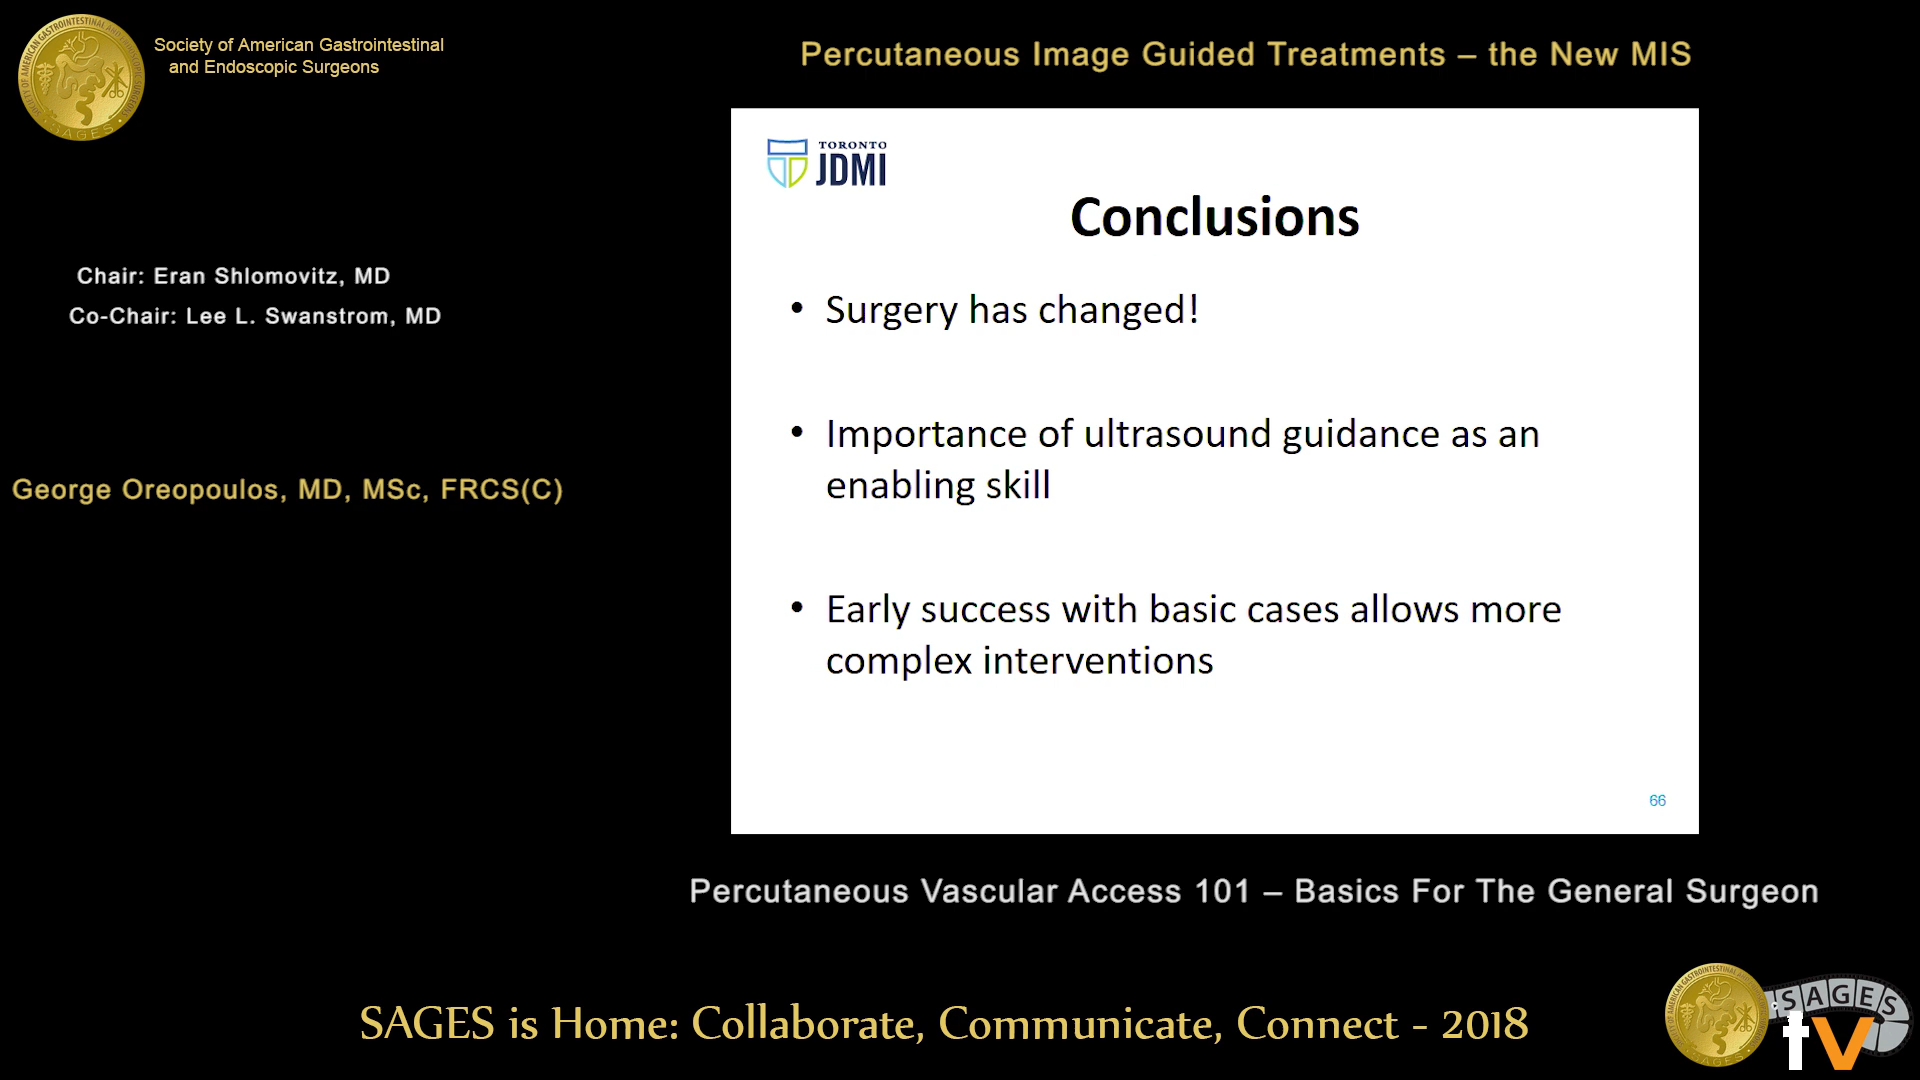 Society of American Gastrointestinal
and Endoscopic Surgeons
Percutaneous Image Guided Treatments – the New MIS
Chair: Eran Shlomovitz, MD
Co-Chair: Lee L. Swanstrom, MD
George Oreopoulos, MD, MSc, FRCS(C)
TORONTO
JDMI
Conclusions
• Surgery has changed!
• Importance of ultrasound guidance as an
enabling skill
• Early success with basic cases allows more
complex interventions
66
Percutaneous Vascular Access 101 – Basics For The General Surgeon
SAGES is Home: Collaborate, Communicate, Connect - 2018
SAGES
tv
SAGES